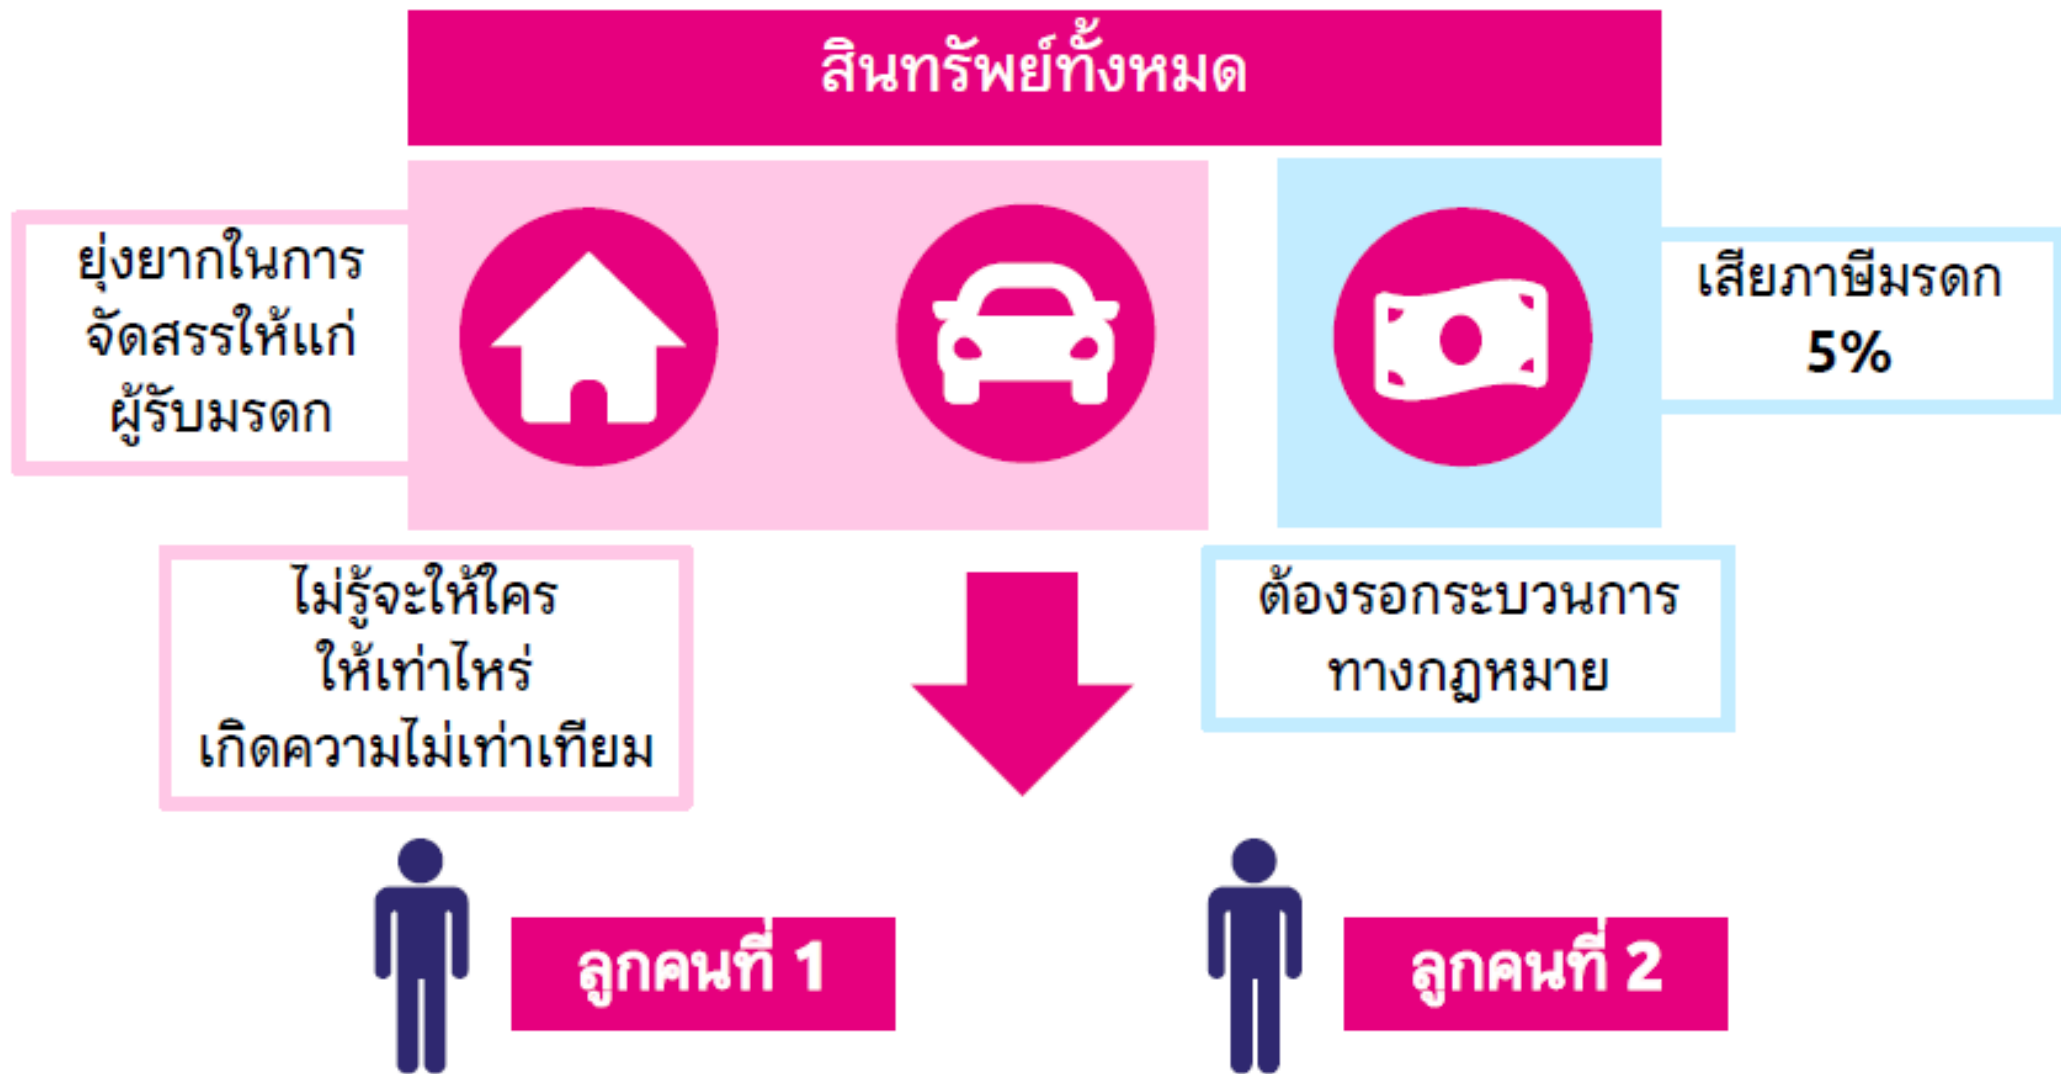 สินทรัพย์ทั้งหมด
ยุ่งยากในการ
จัดสรรให้แก่
ผู้รับมรดก
เสียภาษีมรดก
5%
ไม่รู้จะให้ใคร
ให้เท่าไหร่
เกิดความไม่เท่าเทียม
ต้องรอกระบวนการ
ทางกฎหมาย
ลูกคนที่ 1
ลูกคนที่ 2